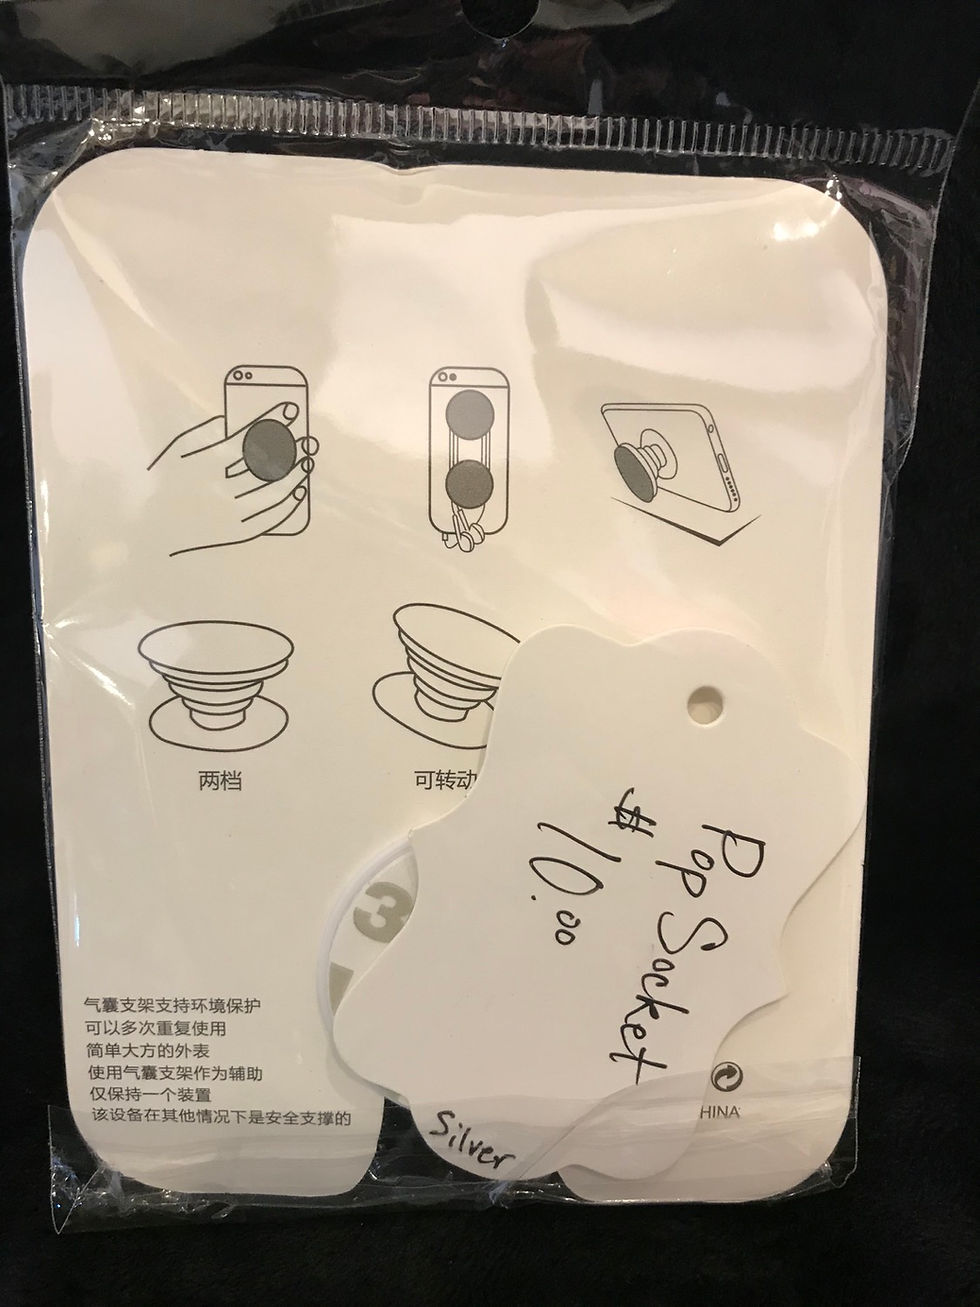 两档
可转动
3
Pop Socket
$10.00
气囊支架支持环境保护
可以多次重复使用
简单大方的外表
使用气囊支架作为辅助
仅保持一个装置
该设备在其他情况下是安全支撑的
HINA
Silver